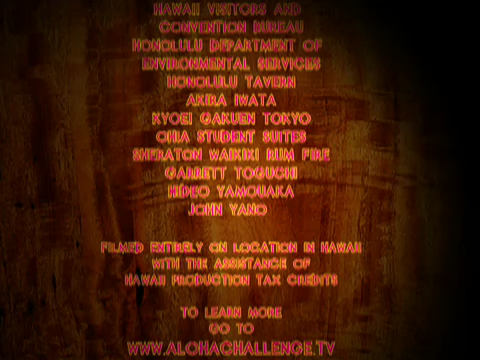 HAWAII VISITORS AND
CONVENTION BUREAU
HONOLULU DEPARTMENT OF
ENVIRONMENTAL SERVICES
HONOLULU TAVERN
AKIRA IWATA
KYOEI GAKUEN TOKYO
OHIA STUDENT SUITES
SHERATON WAIKIKI RUM FIRE
GARRETT TOGUCHI
HIDEO YAMOUAKA
JOHN YANO
FILMED ENTIRELY ON LOCATION IN HAWAII
WITH THE ASSISTANCE OF
HAWAII PRODUCTION TAX CREDITS
TO LEARN MORE
GO TO
WWW.ALOHACHALLENGE.TV